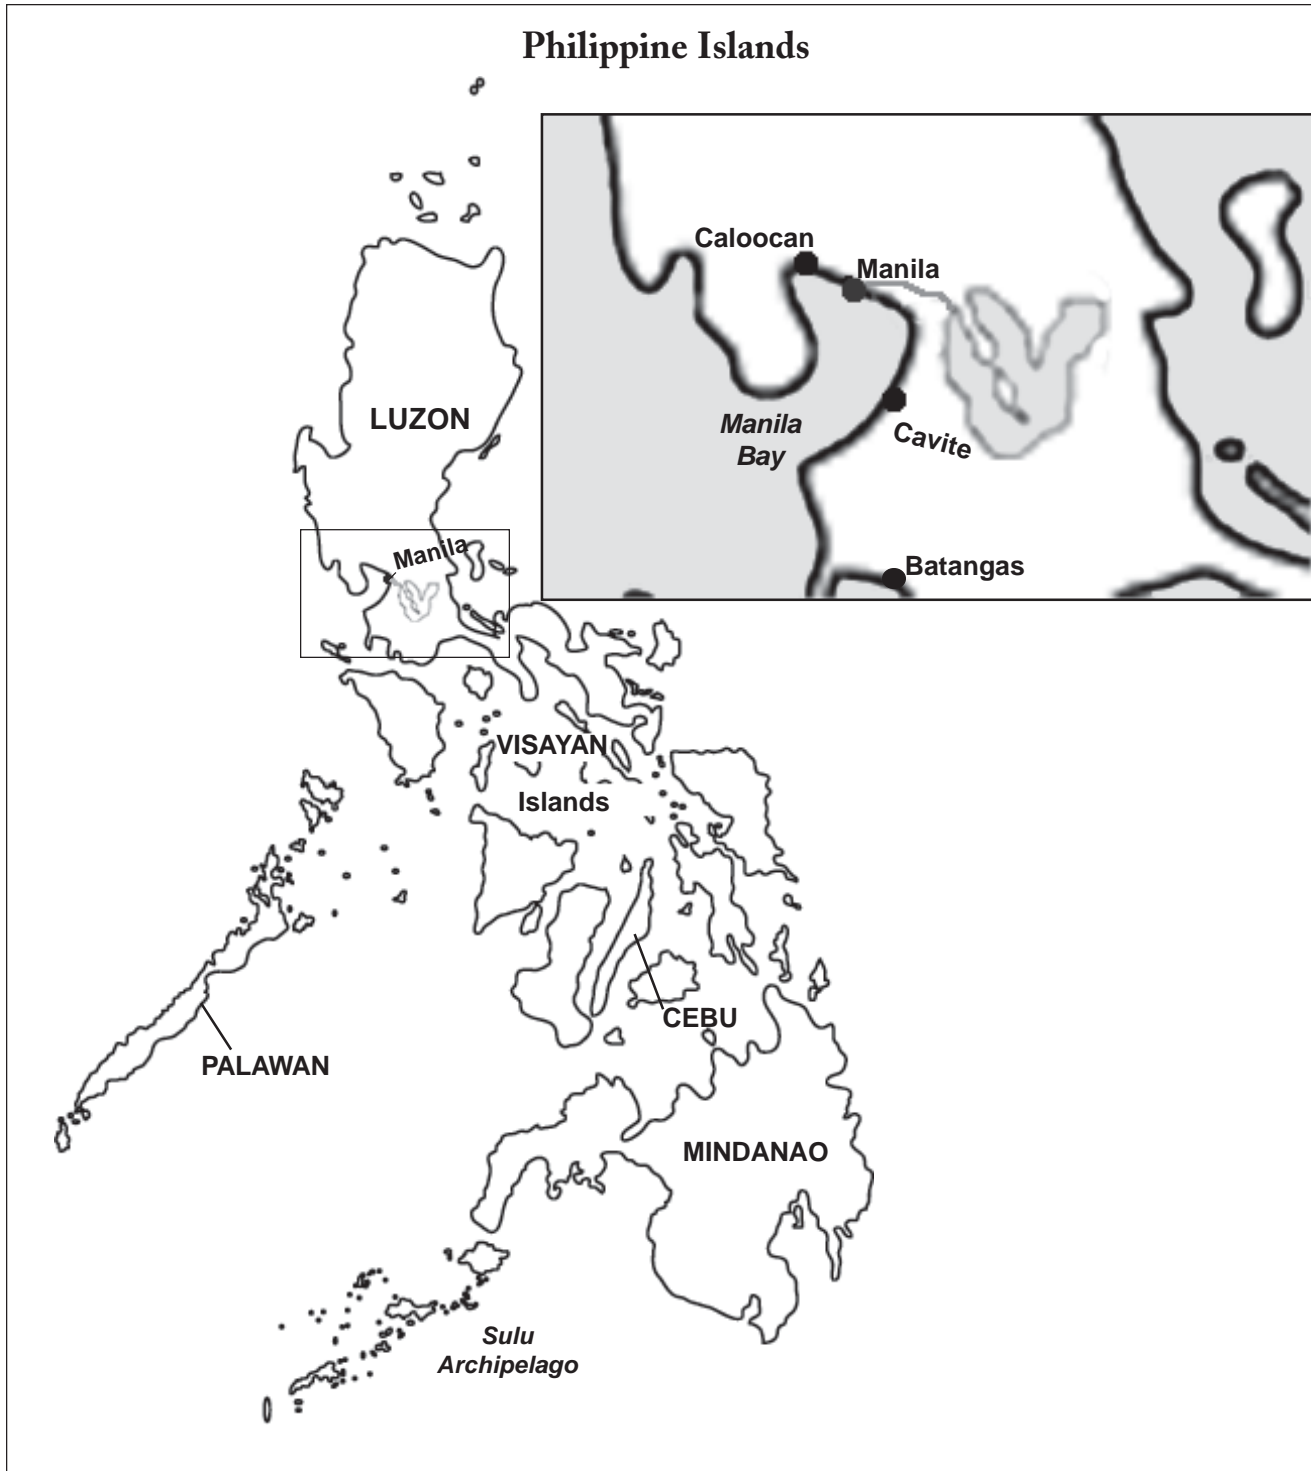 Philippine Islands
Caloocan
Manila
Manila
Bay
Cavite
Batangas
LUZON
Manila
VISAYAN
Islands
CEBU
PALAWAN
MINDANAO
Sulu
Archipelago